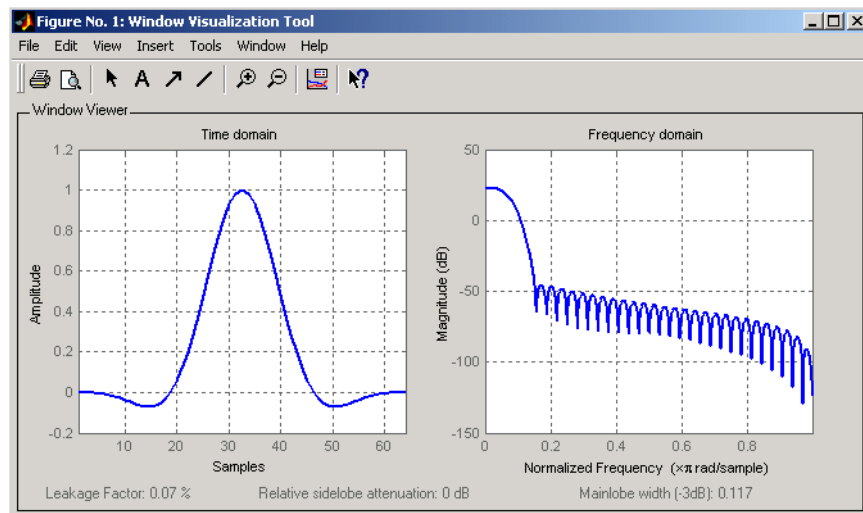 Figure No. 1: Window Visualization Tool
File Edit View Insert Tools Window Help
A
Window Viewer
Time domain
1.2
1
0.8
0.6
0.4
0.2
0
-0.2
10 20 30 40 50 60
Amplitude
Samples
Frequency domain
50
0
-50
-100
-150
0 0.2 0.4 0.6 0.8
Magnitude (dB)
Normalized Frequency (×π rad/sample)
Leakage Factor: 0.07 % Relative sidelobe attenuation: 0 dB Mainlobe width (-3dB): 0.117